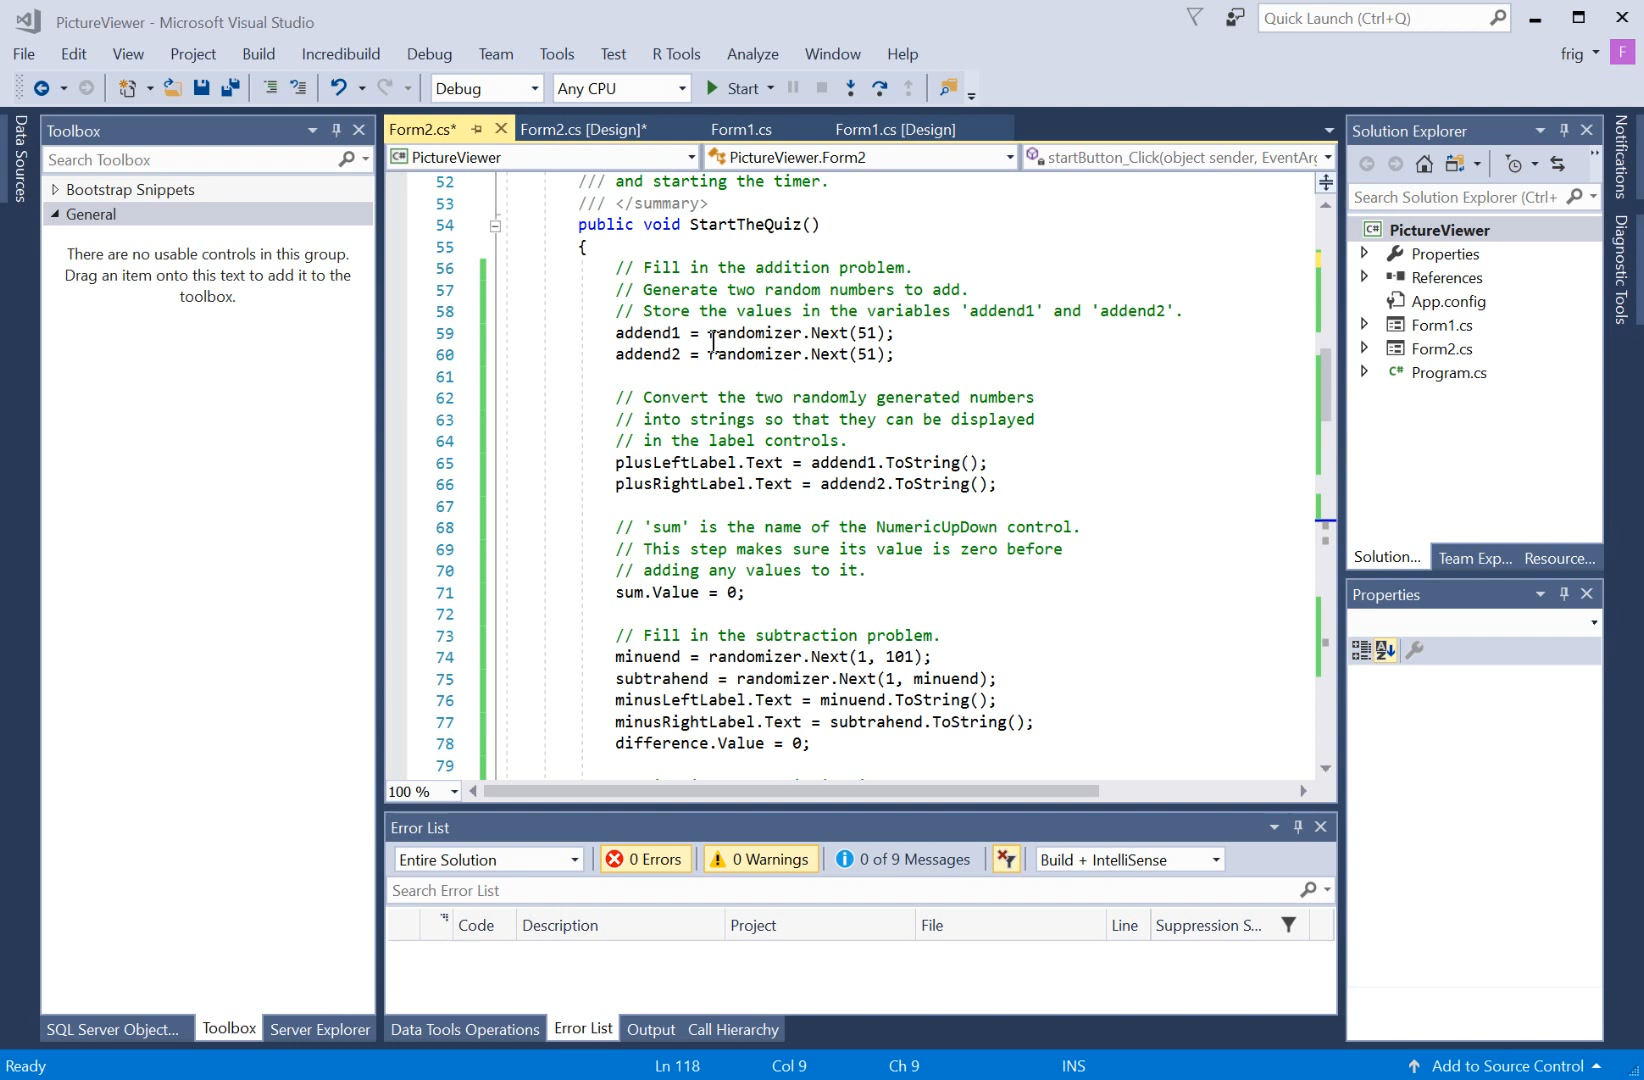 PictureViewer - Microsoft Visual Studio
Quick Launch (Ctrl+Q)
File Edit View Project Build Incredibuild Debug Team Tools Test R Tools Analyze Window Help
frig F
Debug Any CPU Start
Data Sources
Toolbox
Search Toolbox
Bootstrap Snippets
General
There are no usable controls in this group.
Drag an item onto this text to add it to the
toolbox.
SQL Server Object... Toolbox Server Explorer
Form2.cs* Form2.cs [Design]* Form1.cs Form1.cs [Design]
C# PictureViewer PictureViewer.Form2 startButton_Click(object sender, EventArg
52 /// and starting the timer.
53 /// </summary>
54 public void StartTheQuiz()
55 {
56 // Fill in the addition problem.
57 // Generate two random numbers to add.
58 // Store the values in the variables 'addend1' and 'addend2'.
59 addend1 = randomizer.Next(51);
60 addend2 = randomizer.Next(51);
61
62 // Convert the two randomly generated numbers
63 // into strings so that they can be displayed
64 // in the label controls.
65 plusLeftLabel.Text = addend1.ToString();
66 plusRightLabel.Text = addend2.ToString();
67
68 // 'sum' is the name of the NumericUpDown control.
69 // This step makes sure its value is zero before
70 // adding any values to it.
71 sum.Value = 0;
72
73 // Fill in the subtraction problem.
74 minuend = randomizer.Next(1, 101);
75 subtrahend = randomizer.Next(1, minuend);
76 minusLeftLabel.Text = minuend.ToString();
77 minusRightLabel.Text = subtrahend.ToString();
78 difference.Value = 0;
79
100 %
Error List
Entire Solution 0 Errors 0 Warnings 0 of 9 Messages Build + IntelliSense
Search Error List
Code Description Project File Line Suppression S...
Data Tools Operations Error List Output Call Hierarchy
Solution Explorer
Search Solution Explorer (Ctrl+
C# PictureViewer
Properties
References
App.config
Form1.cs
Form2.cs
C# Program.cs
Solution... Team Exp... Resource...
Properties
Notifications
Diagnostic Tools
Ready Ln 118 Col 9 Ch 9 INS Add to Source Control